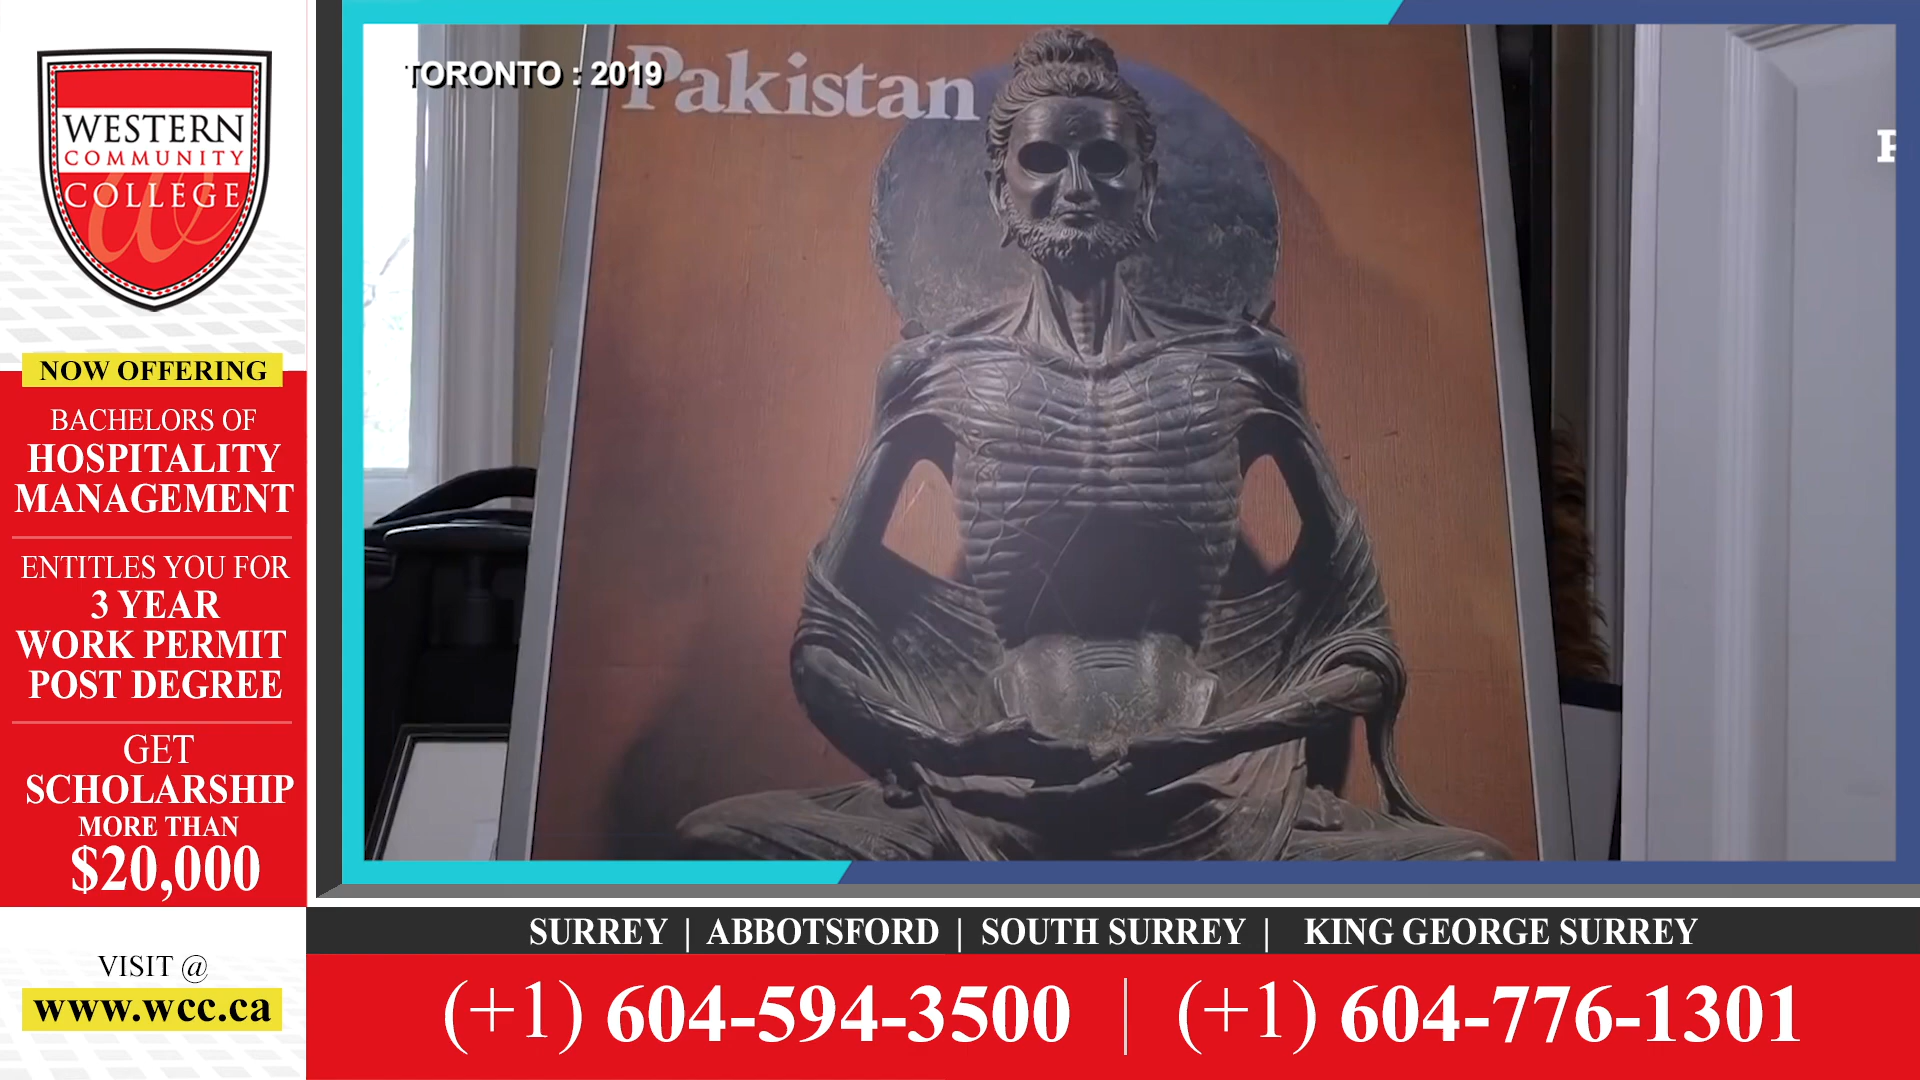 WESTERN
COMMUNITY
COLLEGE
NOW OFFERING
BACHELORS OF
HOSPITALITY
MANAGEMENT
ENTITLES YOU FOR
3 YEAR
WORK PERMIT
POST DEGREE
GET
SCHOLARSHIP
MORE THAN
$20,000
VISIT @
www.wcc.ca
TORONTO : 2019
Pakistan
SURREY | ABBOTSFORD | SOUTH SURREY | KING GEORGE SURREY
(+1) 604-594-3500 | (+1) 604-776-1301